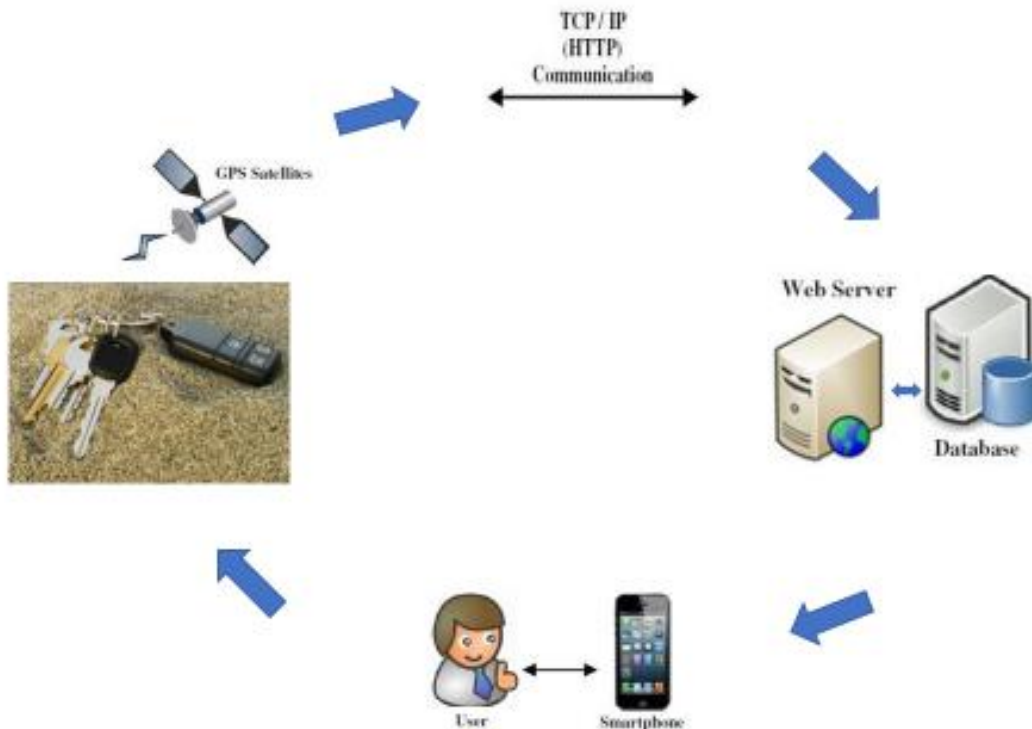 TCP / IP
(HTTP)
Communication
GPS Satellites
Web Server
Database
User
Smartphone